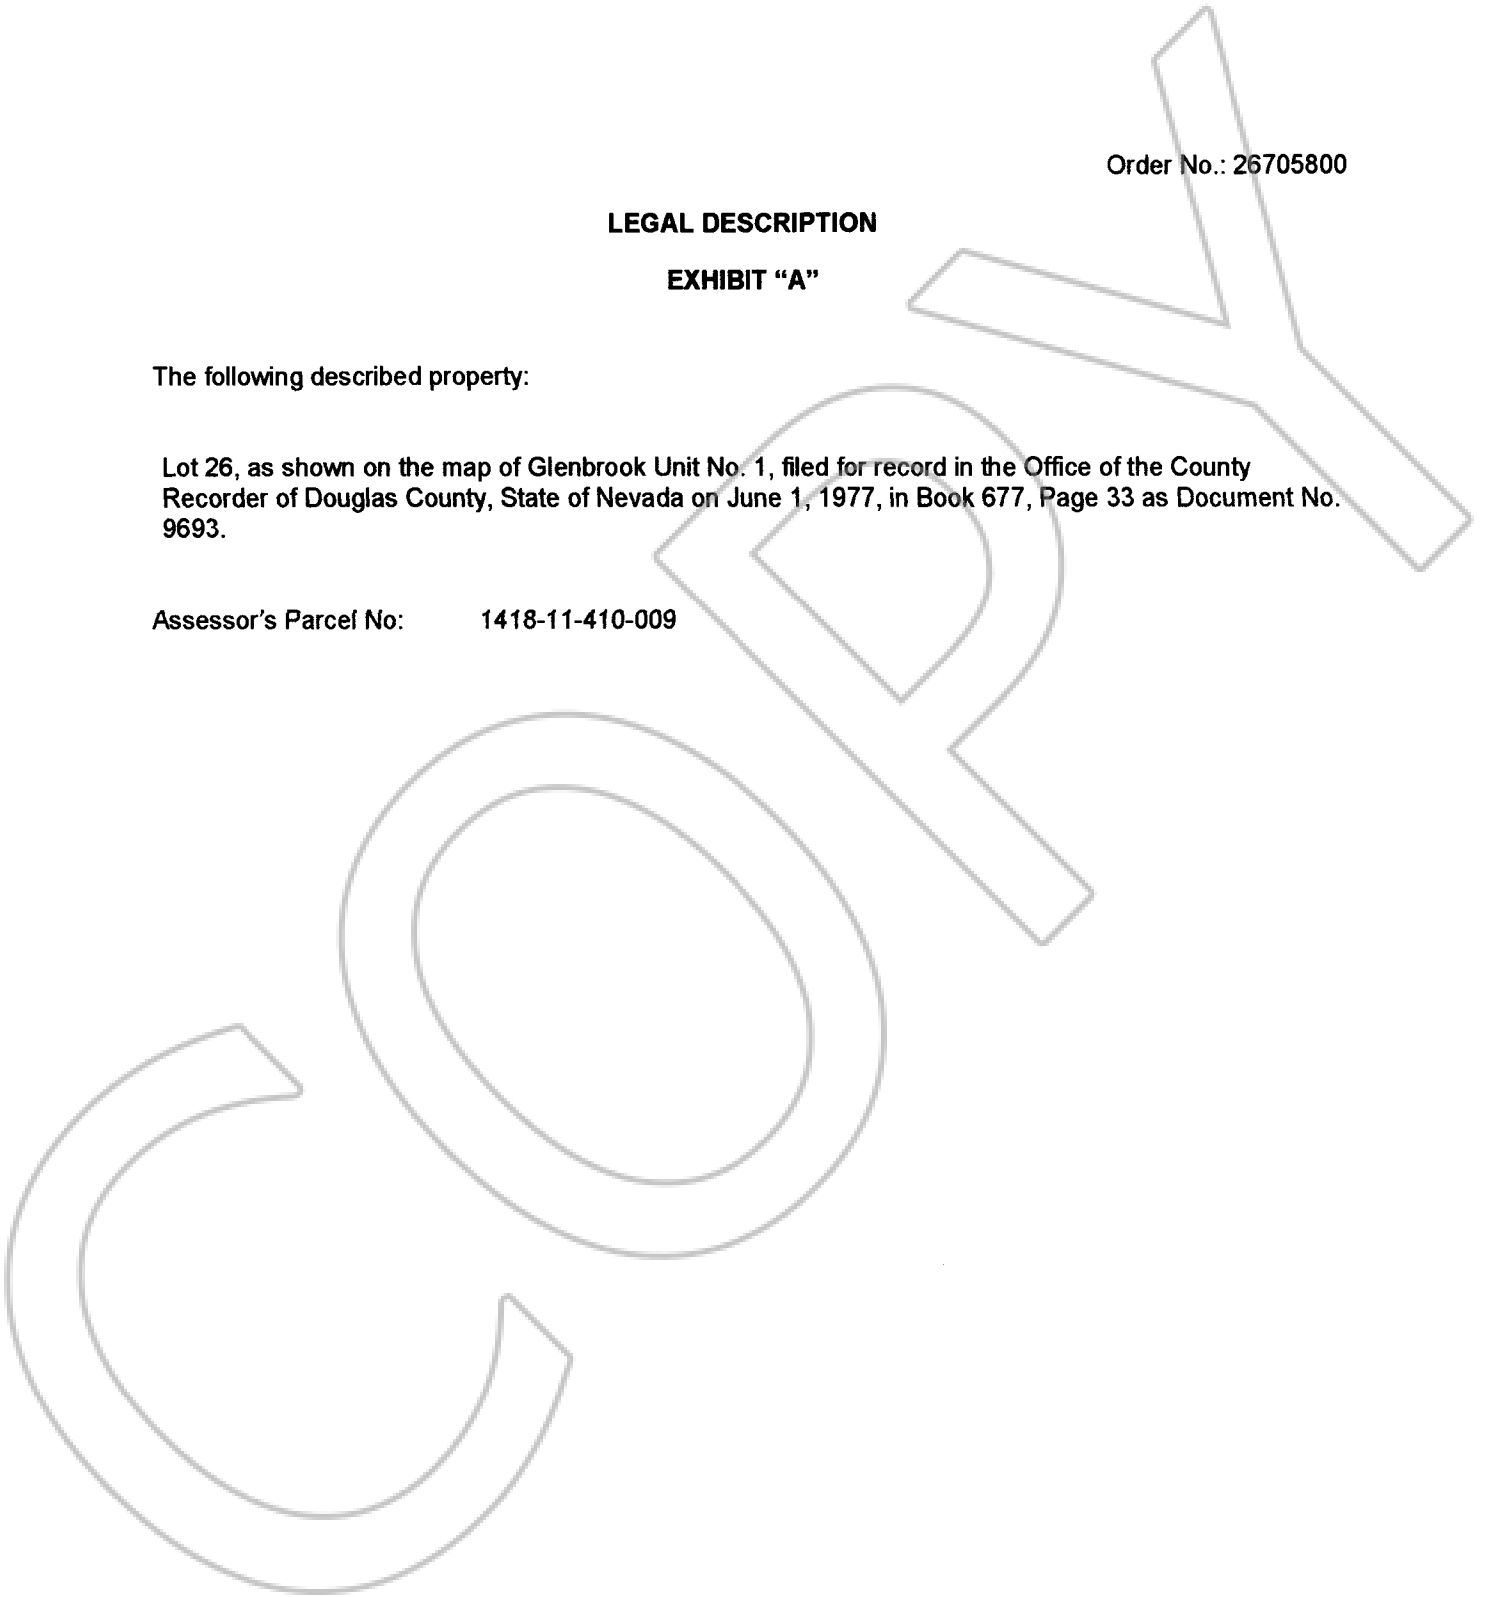 Order No.: 26705800
LEGAL DESCRIPTION
EXHIBIT “A”
The following described property:
Lot 26, as shown on the map of Glenbrook Unit No. 1, filed for record in the Office of the County
Recorder of Douglas County, State of Nevada on June 1, 1977, in Book 677, Page 33 as Document No.
9693.
Assessor’s Parcel No: 1418-11-410-009
COPY